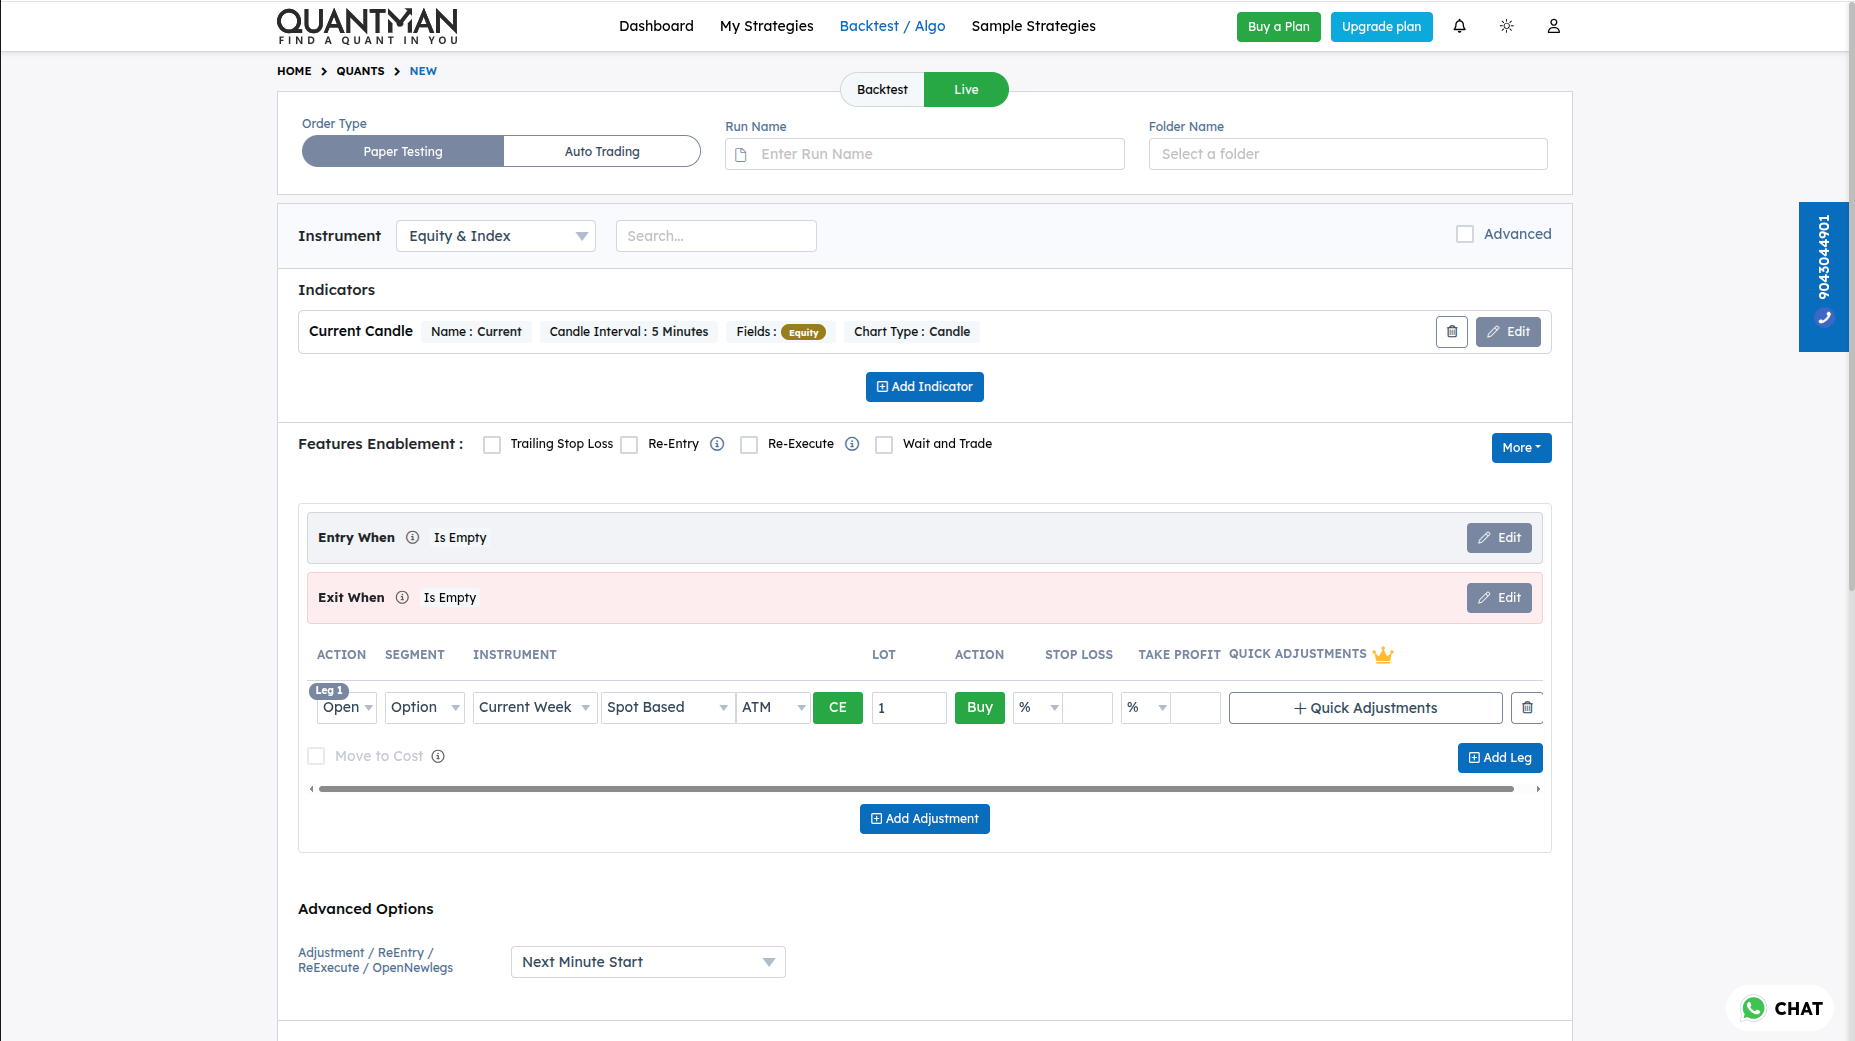 QUANTMAN
FIND A QUANT IN YOU
Dashboard My Strategies Backtest / Algo Sample Strategies
Buy a Plan Upgrade plan
HOME > QUANTS > NEW
Backtest Live
Order Type
Paper Testing Auto Trading
Run Name
Enter Run Name
Folder Name
Select a folder
Instrument Equity & Index Search... Advanced
9043044901
Indicators
Current Candle Name : Current Candle Interval : 5 Minutes Fields : Equity Chart Type : Candle Edit
Add Indicator
Features Enablement : Trailing Stop Loss Re-Entry Re-Execute Wait and Trade More
Entry When Is Empty Edit
Exit When Is Empty Edit
ACTION SEGMENT INSTRUMENT LOT ACTION STOP LOSS TAKE PROFIT QUICK ADJUSTMENTS
Leg 1
Open Option Current Week Spot Based ATM CE 1 Buy % % + Quick Adjustments
Move to Cost Add Leg
Add Adjustment
Advanced Options
Adjustment / ReEntry /
ReExecute / OpenNewlegs
Next Minute Start
CHAT